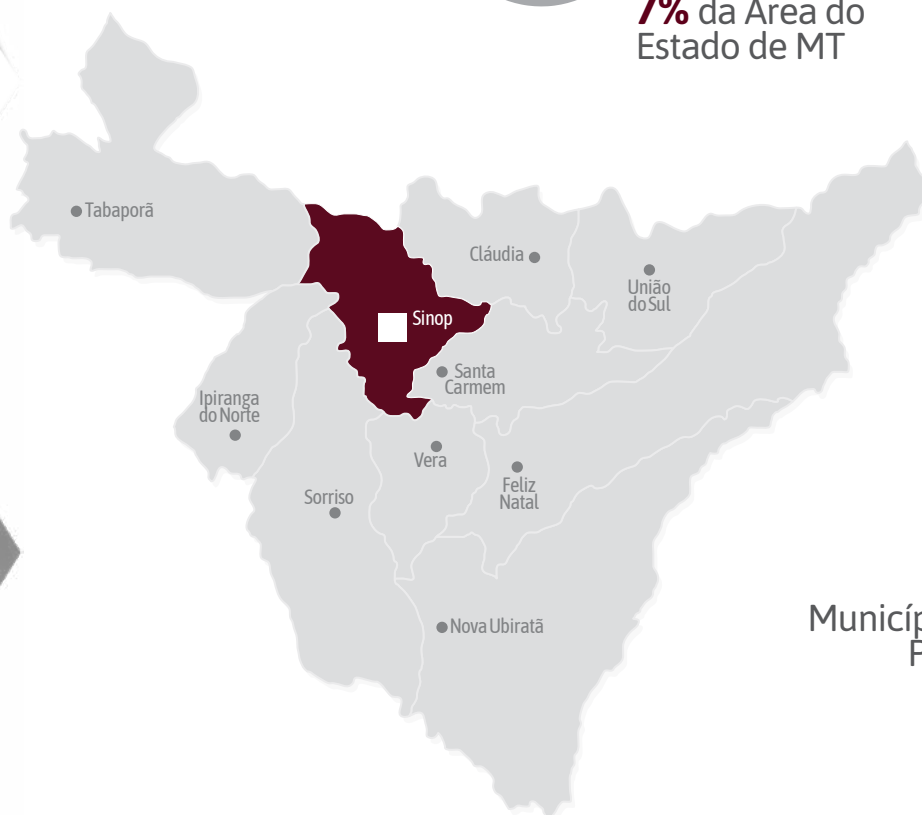 7% da Área do
Estado de MT
Tabaporã
Cláudia
União
do Sul
Sinop
Santa
Carmem
Ipiranga
do Norte
Vera
Feliz
Natal
Sorriso
Nova Ubiratã